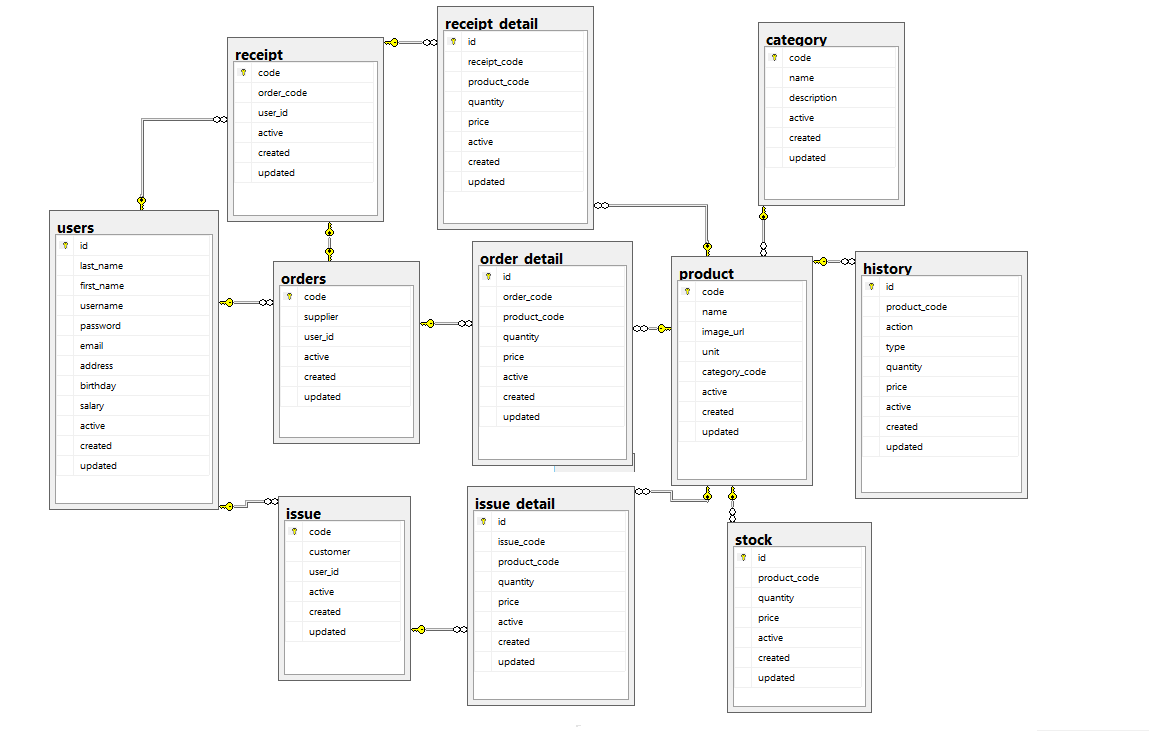 receipt
code
order_code
user_id
active
created
updated
receipt_detail
id
receipt_code
product_code
quantity
price
active
created
updated
category
code
name
description
active
created
updated
users
id
last_name
first_name
username
password
email
address
birthday
salary
active
created
updated
orders
code
supplier
user_id
active
created
updated
order_detail
id
order_code
product_code
quantity
price
active
created
updated
product
code
name
image_url
unit
category_code
active
created
updated
history
id
product_code
action
type
quantity
price
active
created
updated
issue
code
customer
user_id
active
created
updated
issue_detail
id
issue_code
product_code
quantity
price
active
created
updated
stock
id
product_code
quantity
price
active
created
updated